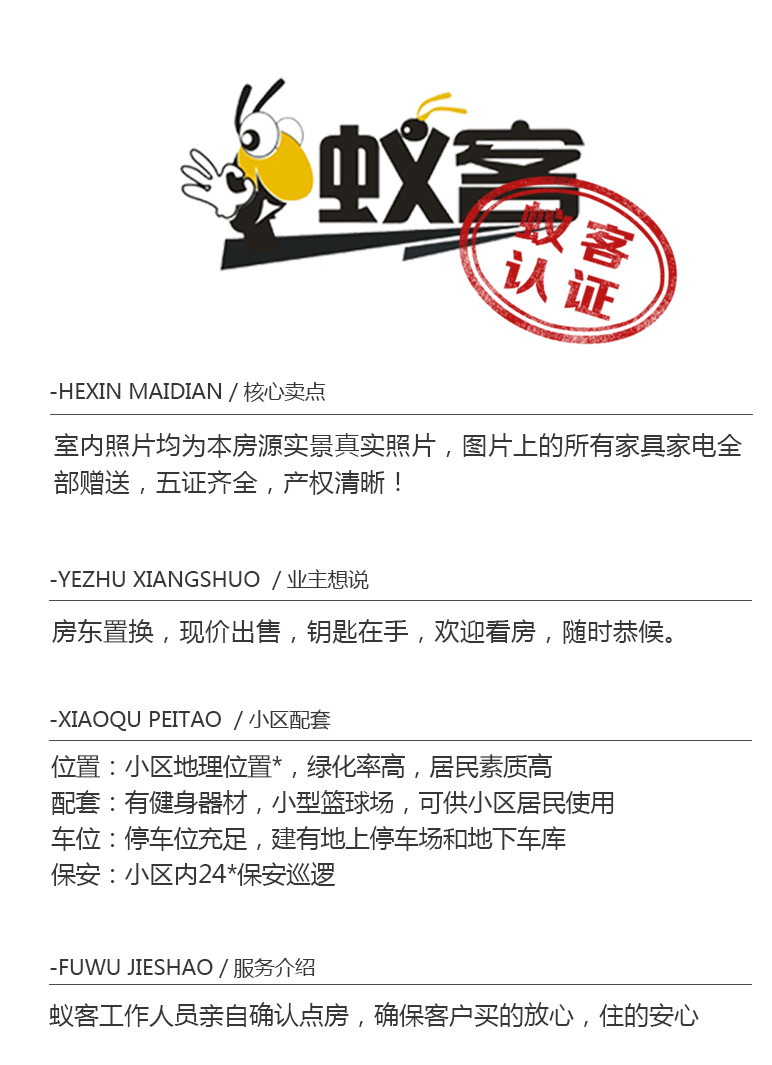 蚁客
蚁客
认证
-HEXIN MAIDIAN / 核心卖点
室内照片均为本房源实景真实照片，图片上的所有家具家电全
部赠送，五证齐全，产权清晰！
-YEZHU XIANGSHUO / 业主想说
房东置换，现价出售，钥匙在手，欢迎看房，随时恭候。
-XIAOQU PEITAO / 小区配套
位置：小区地理位置*，绿化率高，居民素质高
配套：有健身器材，小型篮球场，可供小区居民使用
车位：停车位充足，建有地上停车场和地下车库
保安：小区内24*保安巡逻
-FUWU JIESHAO / 服务介绍
蚁客工作人员亲自确认点房，确保客户买的放心，住的安心